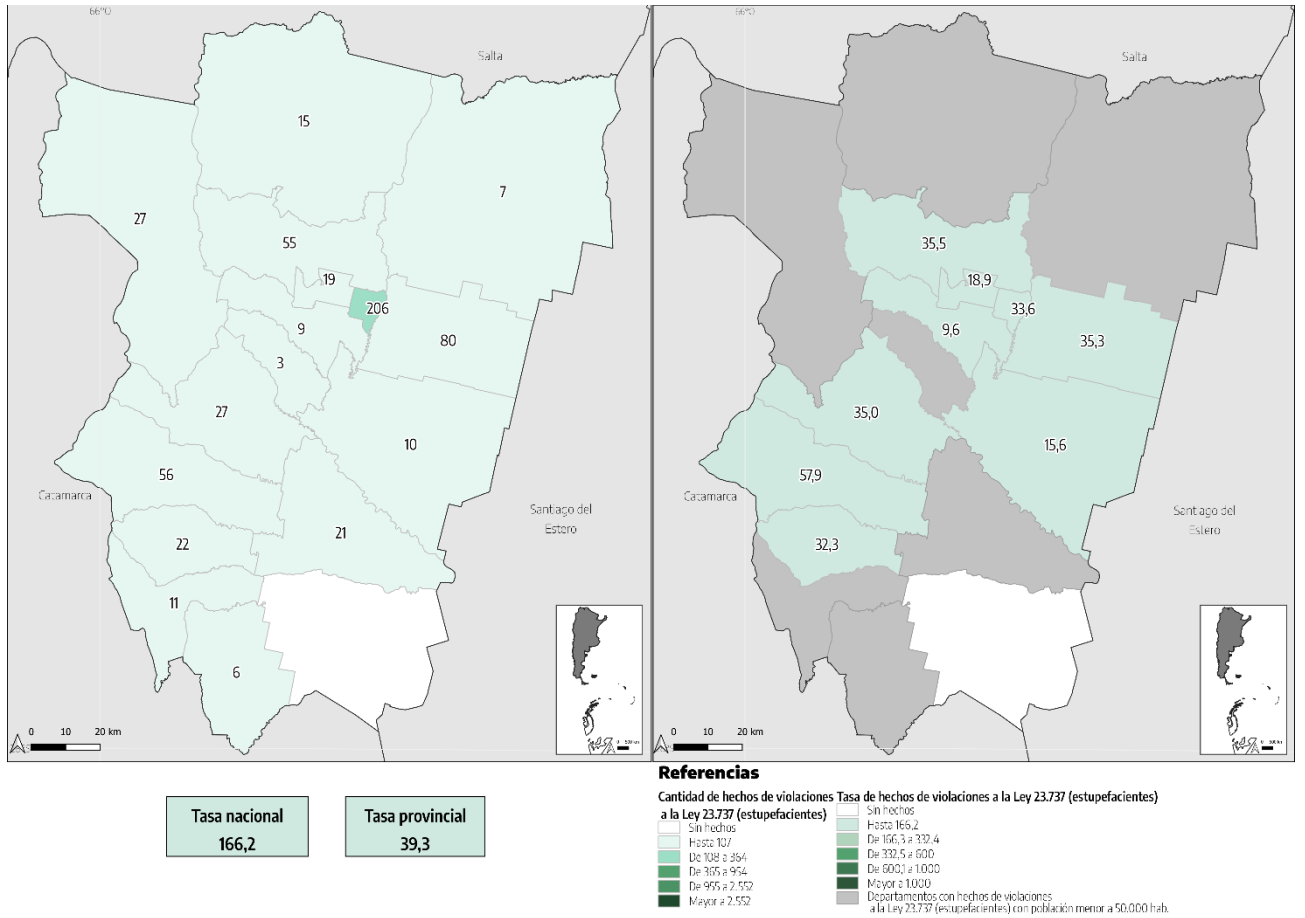 66°O
Salta
15
7
27
55
19
206
9
80
3
27
10
56
Catamarca
Santiago del
Estero
21
22
11
6
0 10 20 km
66°O
Salta
35,5
18,9
33,6
9,6
35,3
35,0
15,6
57,9
Catamarca
Santiago del
Estero
32,3
0 10 20 km
Tasa nacional
166,2
Tasa provincial
39,3
Referencias
Cantidad de hechos de violaciones
a la Ley 23.737 (estupefacientes)
Sin hechos
Hasta 107
De 108 a 364
De 365 a 954
De 955 a 2.552
Mayor a 2.552
Tasa de hechos de violaciones a la Ley 23.737 (estupefacientes)
Sin hechos
Hasta 166,2
De 166,3 a 332,4
De 332,5 a 600
De 600,1 a 1.000
Mayor a 1.000
Departamentos con hechos de violaciones
a la Ley 23.737 (estupefacientes) con población menor a 50.000 hab.